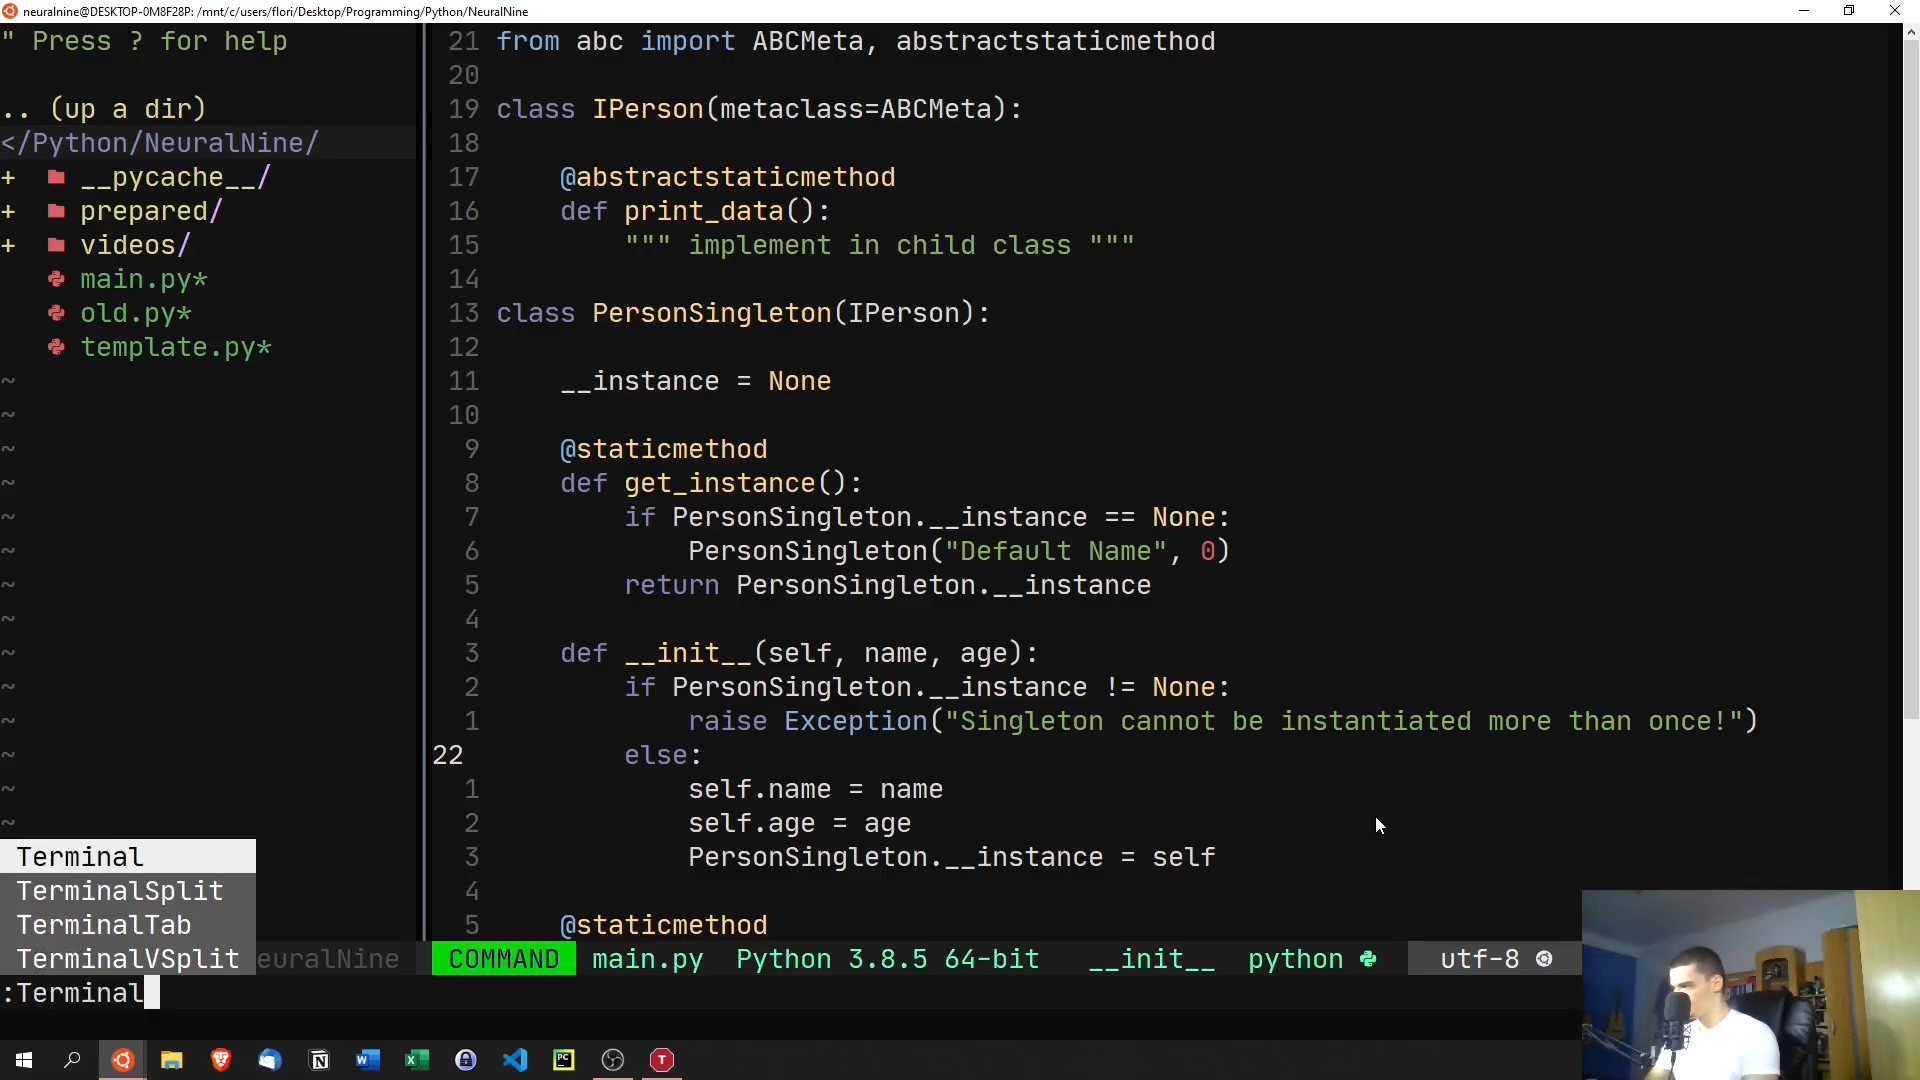 neuralnine@DESKTOP-0M8F28P: /mnt/c/users/flori/Desktop/Programming/Python/NeuralNine
" Press ? for help
.. (up a dir)
</Python/NeuralNine/
+ __pycache__/
+ prepared/
+ videos/
main.py*
old.py*
template.py*
~
~
~
~
~
~
~
~
~
~
~
~
~
~
Terminal
TerminalSplit
TerminalTab
TerminalVSplit
euralNine
21 from abc import ABCMeta, abstractstaticmethod
20
19 class IPerson(metaclass=ABCMeta):
18
17     @abstractstaticmethod
16     def print_data():
15         """ implement in child class """
14
13 class PersonSingleton(IPerson):
12
11     __instance = None
10
9     @staticmethod
8     def get_instance():
7         if PersonSingleton.__instance == None:
6             PersonSingleton("Default Name", 0)
5         return PersonSingleton.__instance
4
3     def __init__(self, name, age):
2         if PersonSingleton.__instance != None:
1             raise Exception("Singleton cannot be instantiated more than once!")
22         else:
1             self.name = name
2             self.age = age
3             PersonSingleton.__instance = self
4
5     @staticmethod
COMMAND main.py Python 3.8.5 64-bit __init__ python utf-8
:Terminal